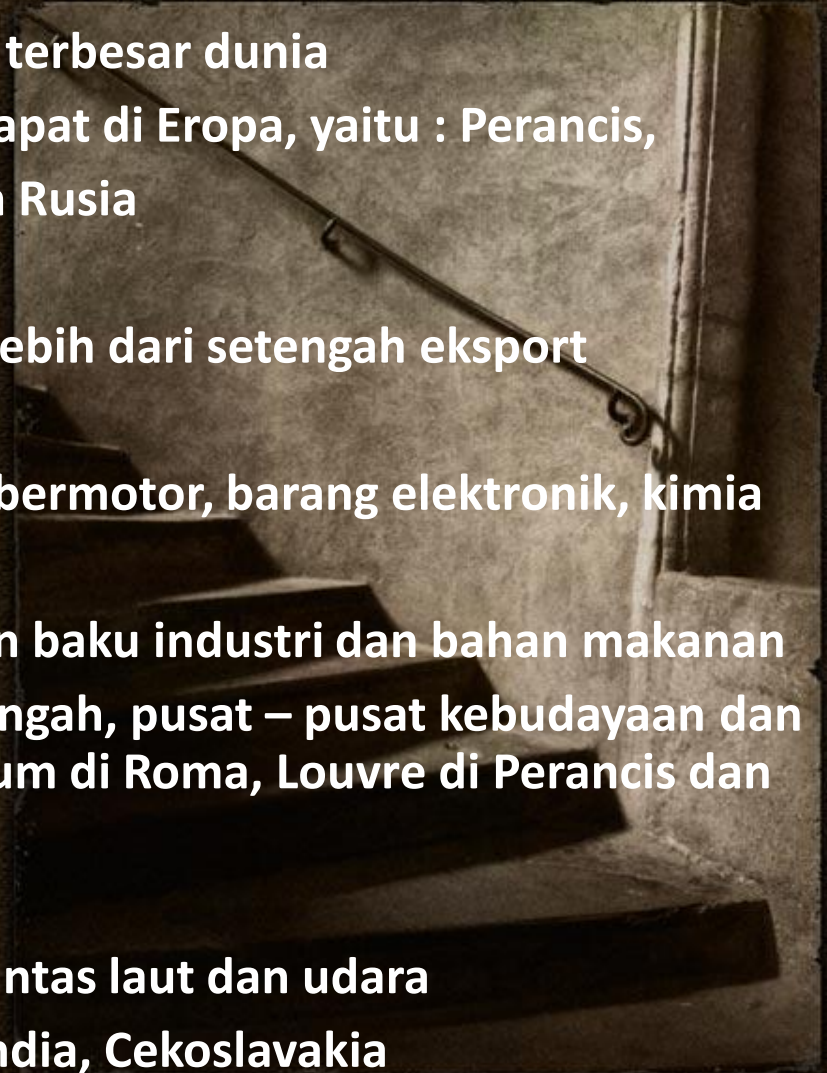 terbesar dunia
apat di Eropa, yaitu : Perancis,
Rusia
ebih dari setengah eksport
bermotor, barang elektronik, kimia
n baku industri dan bahan makanan
ngah, pusat – pusat kebudayaan dan
um di Roma, Louvre di Perancis dan
ntas laut dan udara
ndia, Cekoslavakia